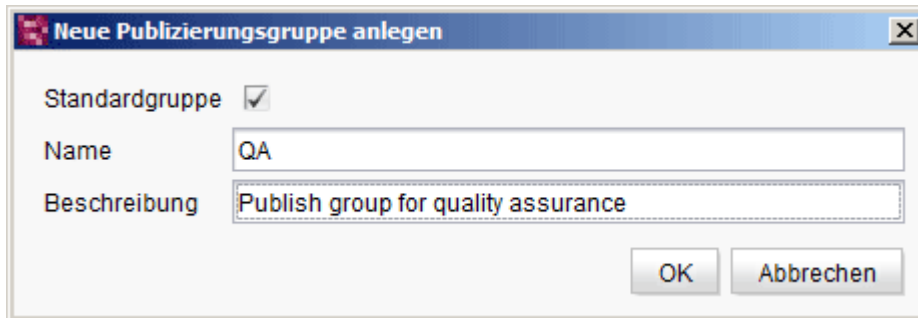 Neue Publizierungsgruppe anlegen
Standardgruppe
Name QA
Beschreibung Publish group for quality assurance
OK Abbrechen